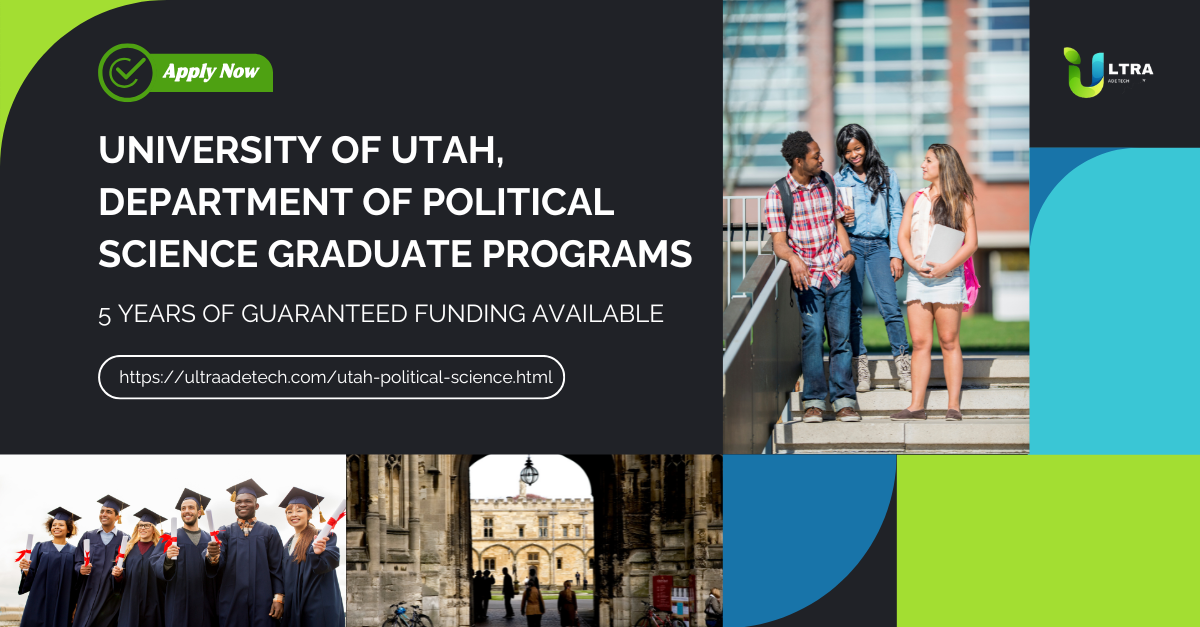 Apply Now
LTRA
ADETECH
UNIVERSITY OF UTAH,
DEPARTMENT OF POLITICAL
SCIENCE GRADUATE PROGRAMS
5 YEARS OF GUARANTEED FUNDING AVAILABLE
https://ultraadetech.com/utah-political-science.html